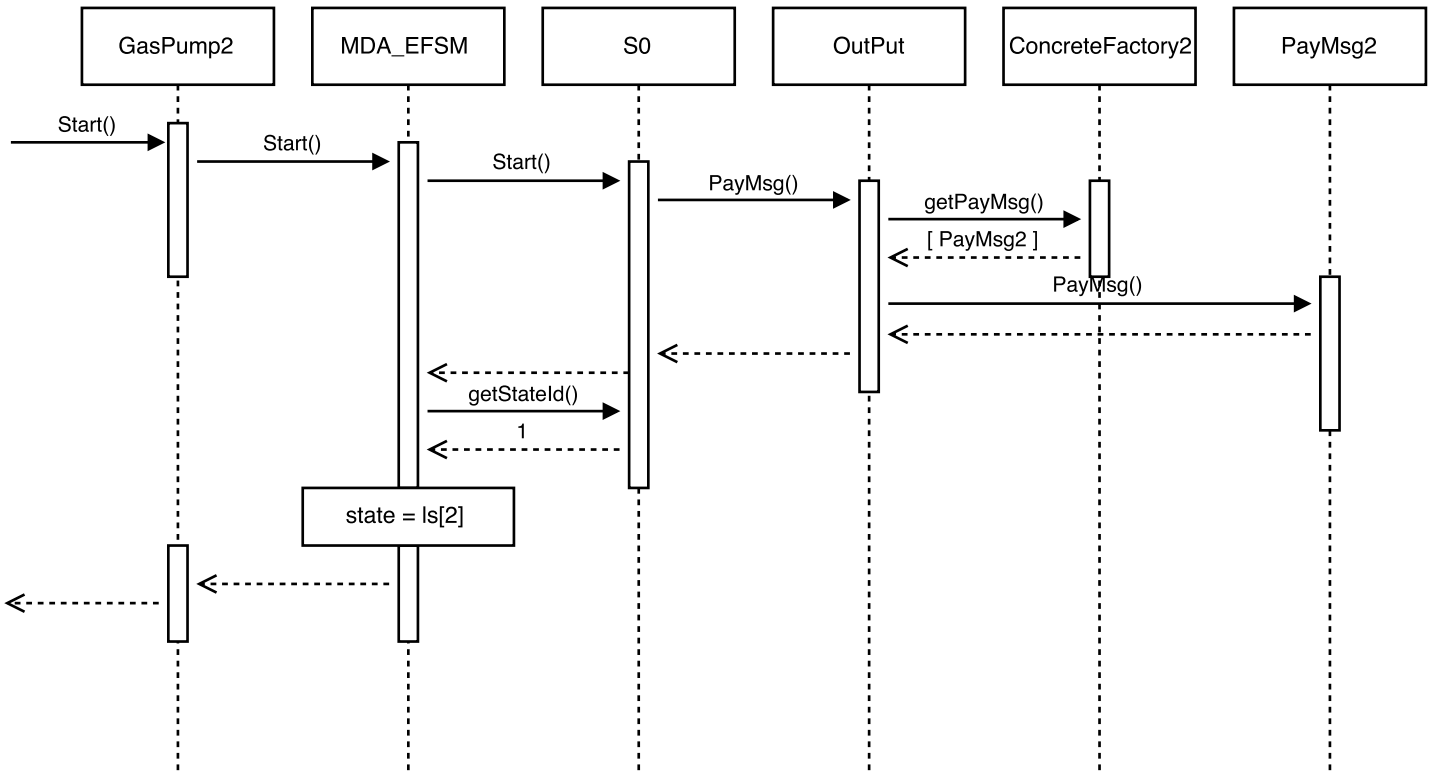 GasPump2
MDA_EFSM
S0
OutPut
ConcreteFactory2
PayMsg2
Start()
Start()
Start()
PayMsg()
getPayMsg()
[ PayMsg2 ]
PayMsg()
getStateId()
1
state = ls[2]